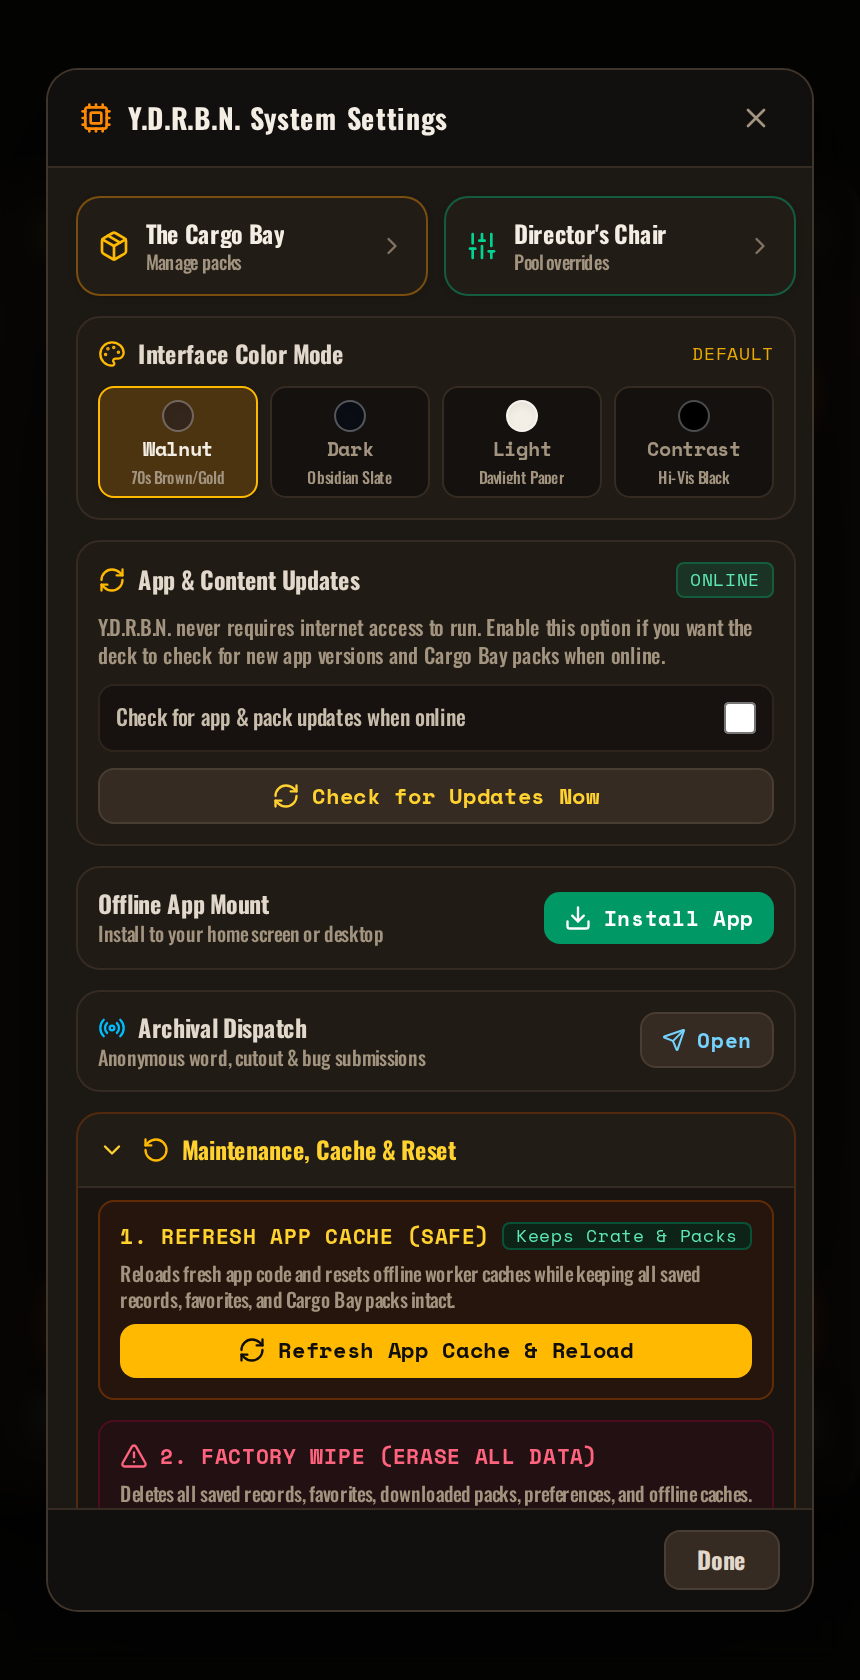 Y.D.R.B.N. System Settings
The Cargo Bay
Manage packs
Director's Chair
Pool overrides
Interface Color Mode
DEFAULT
Walnut
70s Brown/Gold
Dark
Obsidian Slate
Light
Daylight Paper
Contrast
Hi-Vis Black
App & Content Updates
ONLINE
Y.D.R.B.N. never requires internet access to run. Enable this option if you want the
deck to check for new app versions and Cargo Bay packs when online.
Check for app & pack updates when online
Check for Updates Now
Offline App Mount
Install to your home screen or desktop
Install App
Archival Dispatch
Anonymous word, cutout & bug submissions
Open
Maintenance, Cache & Reset
1. REFRESH APP CACHE (SAFE)
Keeps Crate & Packs
Reloads fresh app code and resets offline worker caches while keeping all saved
records, favorites, and Cargo Bay packs intact.
Refresh App Cache & Reload
2. FACTORY WIPE (ERASE ALL DATA)
Deletes all saved records, favorites, downloaded packs, preferences, and offline caches.
Done